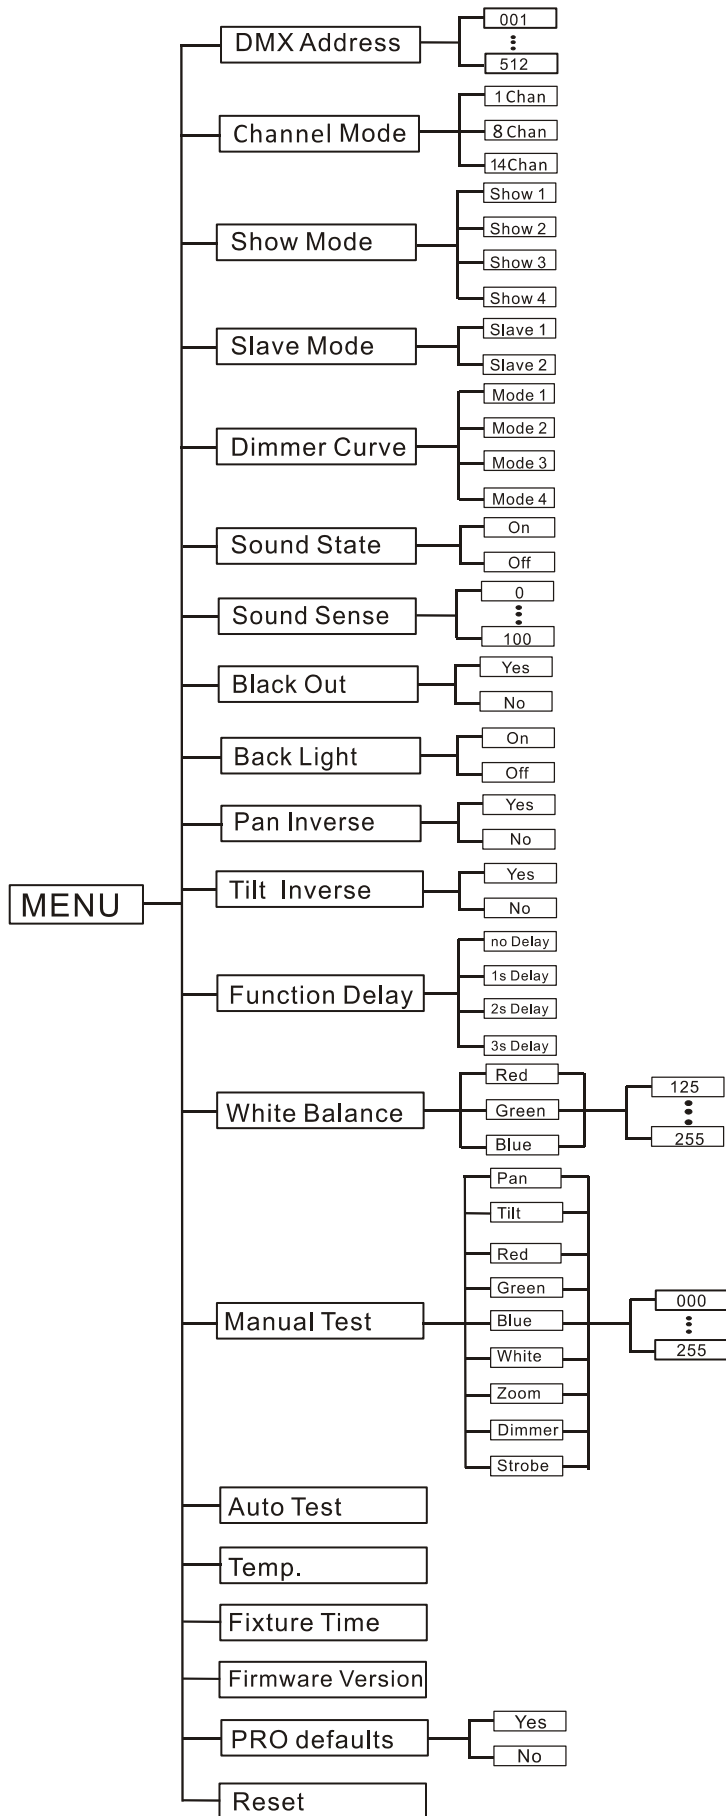 DMX Address
001
512
Channel Mode
1 Chan
8 Chan
14Chan
Show Mode
Show 1
Show 2
Show 3
Show 4
Slave Mode
Slave 1
Slave 2
Dimmer Curve
Mode 1
Mode 2
Mode 3
Mode 4
Sound State
On
Off
Sound Sense
0
100
Black Out
Yes
No
Back Light
On
Off
Pan Inverse
Yes
No
MENU
Tilt Inverse
Yes
No
Function Delay
no Delay
1s Delay
2s Delay
3s Delay
White Balance
Red
Green
Blue
125
255
Manual Test
Pan
Tilt
Red
Green
Blue
White
Zoom
Dimmer
Strobe
000
255
Auto Test
Temp.
Fixture Time
Firmware Version
PRO defaults
Yes
No
Reset